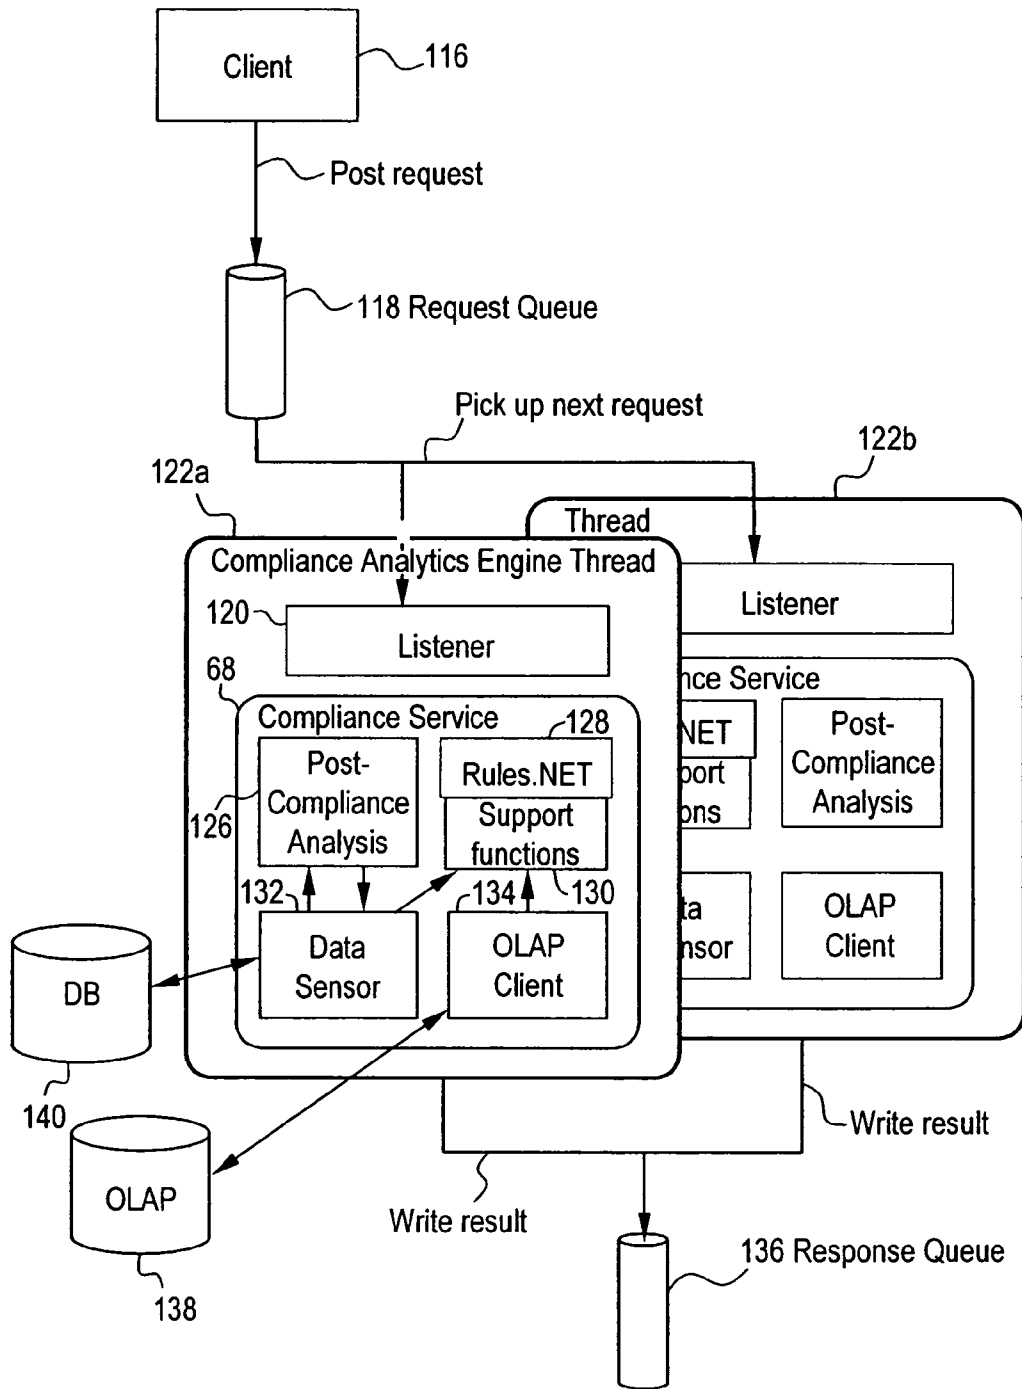 Client
116
Post request
118 Request Queue
Pick up next request
122a
122b
Thread
Compliance Analytics Engine Thread
120
Listener
Listener
68
Compliance Service
nce Service
128
Post-
Compliance
Analysis
126
Rules.NET
Support
functions
NET
port
ons
Post-
Compliance
Analysis
132
134
130
Data
Sensor
OLAP
Client
ta
nsor
OLAP
Client
DB
140
OLAP
138
Write result
Write result
136 Response Queue